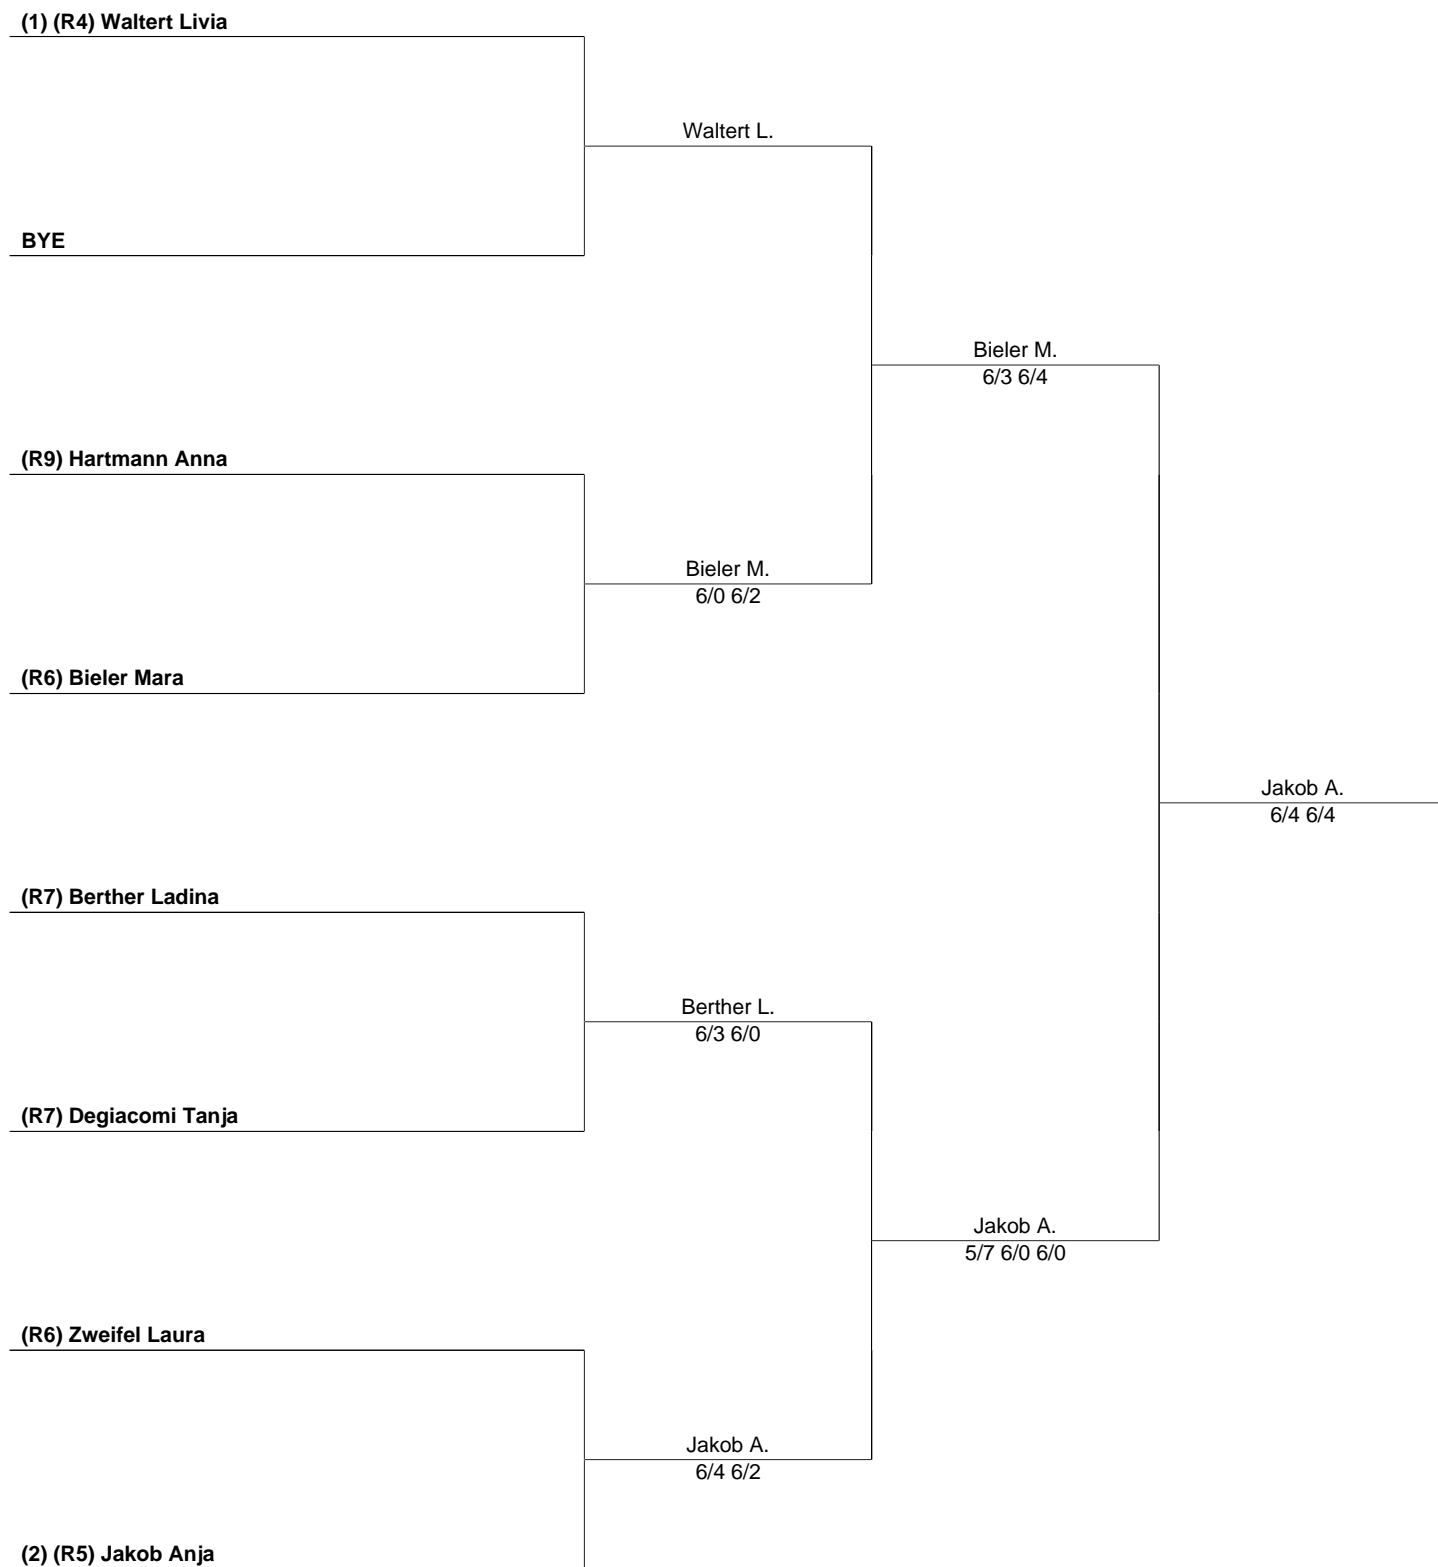 (1) (R4) Waltert Livia
Waltert L.
BYE
Bieler M.
6/3 6/4
(R9) Hartmann Anna
Bieler M.
6/0 6/2
(R6) Bieler Mara
Jakob A.
6/4 6/4
(R7) Berther Ladina
Berther L.
6/3 6/0
(R7) Degiacomi Tanja
Jakob A.
5/7 6/0 6/0
(R6) Zweifel Laura
Jakob A.
6/4 6/2
(2) (R5) Jakob Anja